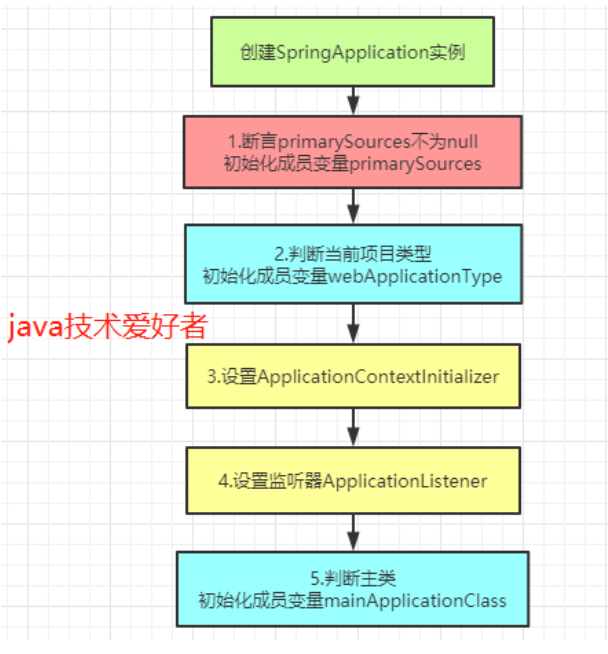 创建SpringApplication实例
1.断言primarySources不为null
初始化成员变量primarySources
2.判断当前项目类型
初始化成员变量webApplicationType
java技术爱好者
3.设置ApplicationContextInitializer
4.设置监听器ApplicationListener
5.判断主类
初始化成员变量mainApplicationClass